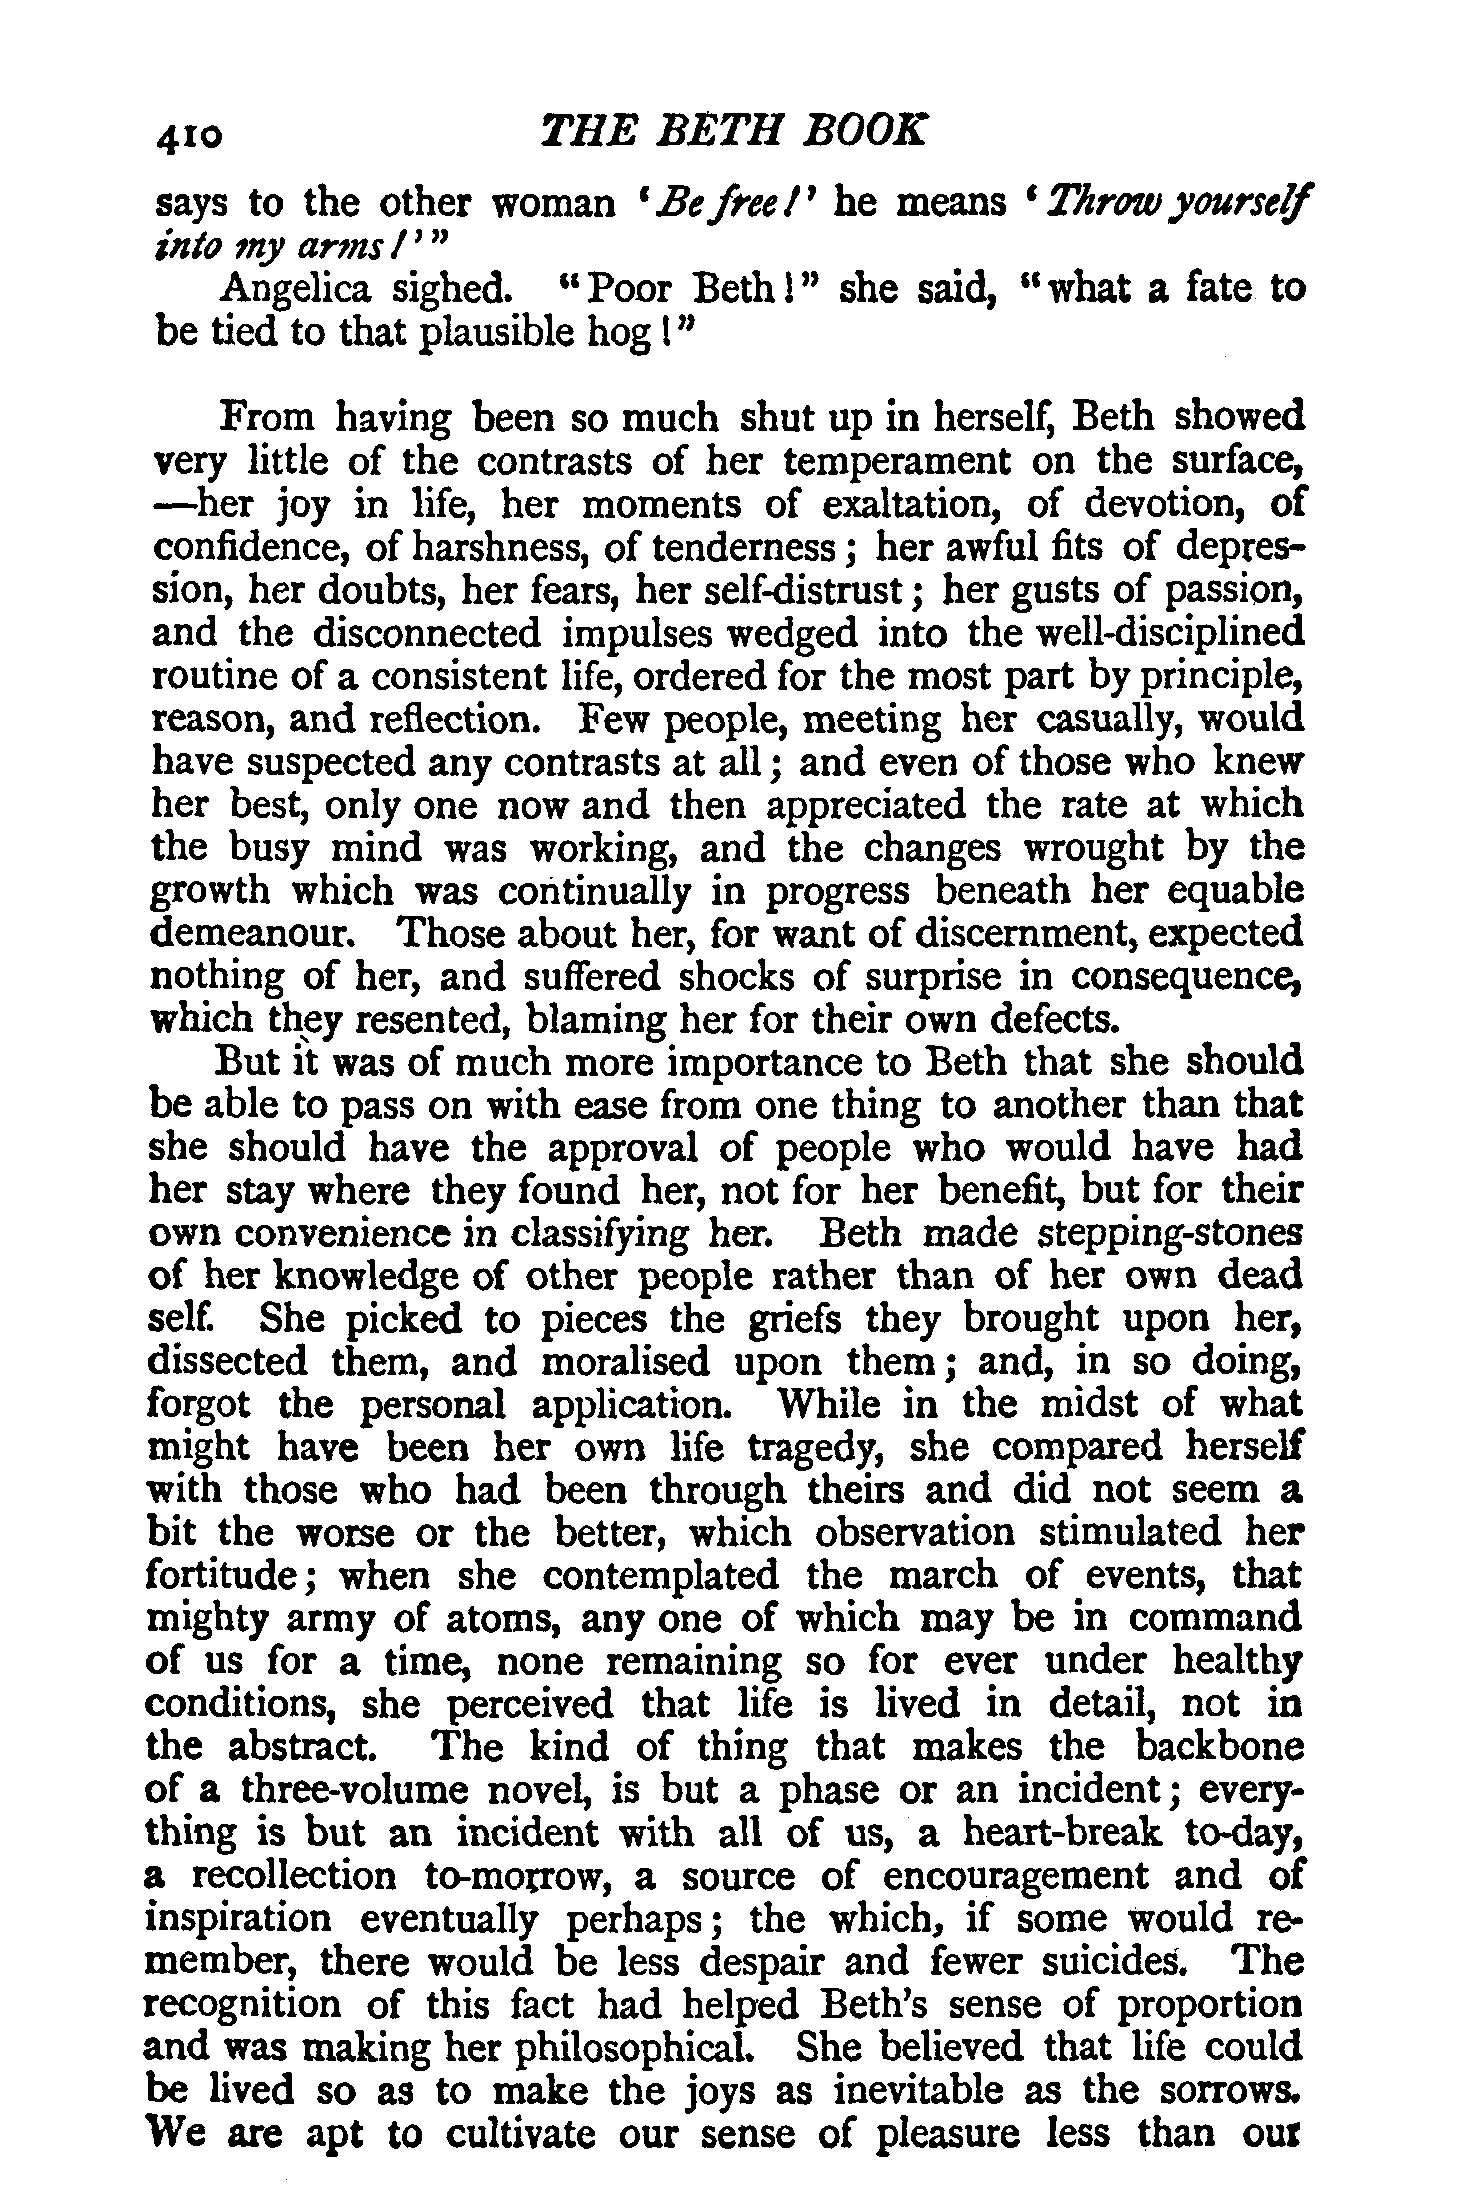 410 THE BETH BOOK
says to the other woman ‘Be free!’ he means ‘Throw yourself
into my arms!’”
Angelica sighed. “Poor Beth!” she said, “what a fate to
be tied to that plausible hog!”
From having been so much shut up in herself, Beth showed
very little of the contrasts of her temperament on the surface,
—her joy in life, her moments of exaltation, of devotion, of
confidence, of harshness, of tenderness; her awful fits of depres-
sion, her doubts, her fears, her self-distrust; her gusts of passion,
and the disconnected impulses wedged into the well-disciplined
routine of a consistent life, ordered for the most part by principle,
reason, and reflection. Few people, meeting her casually, would
have suspected any contrasts at all; and even of those who knew
her best, only one now and then appreciated the rate at which
the busy mind was working, and the changes wrought by the
growth which was continually in progress beneath her equable
demeanour. Those about her, for want of discernment, expected
nothing of her, and suffered shocks of surprise in consequence,
which they resented, blaming her for their own defects.
But it was of much more importance to Beth that she should
be able to pass on with ease from one thing to another than that
she should have the approval of people who would have had
her stay where they found her, not for her benefit, but for their
own convenience in classifying her. Beth made stepping-stones
of her knowledge of other people rather than of her own dead
self. She picked to pieces the griefs they brought upon her,
dissected them, and moralised upon them; and, in so doing,
forgot the personal application. While in the midst of what
might have been her own life tragedy, she compared herself
with those who had been through theirs and did not seem a
bit the worse or the better, which observation stimulated her
fortitude; when she contemplated the march of events, that
mighty army of atoms, any one of which may be in command
of us for a time, none remaining so for ever under healthy
conditions, she perceived that life is lived in detail, not in
the abstract. The kind of thing that makes the backbone
of a three-volume novel, is but a phase or an incident; every-
thing is but an incident with all of us, a heart-break to-day,
a recollection to-morrow, a source of encouragement and of
inspiration eventually perhaps; the which, if some would re-
member, there would be less despair and fewer suicides. The
recognition of this fact had helped Beth’s sense of proportion
and was making her philosophical. She believed that life could
be lived so as to make the joys as inevitable as the sorrows.
We are apt to cultivate our sense of pleasure less than our